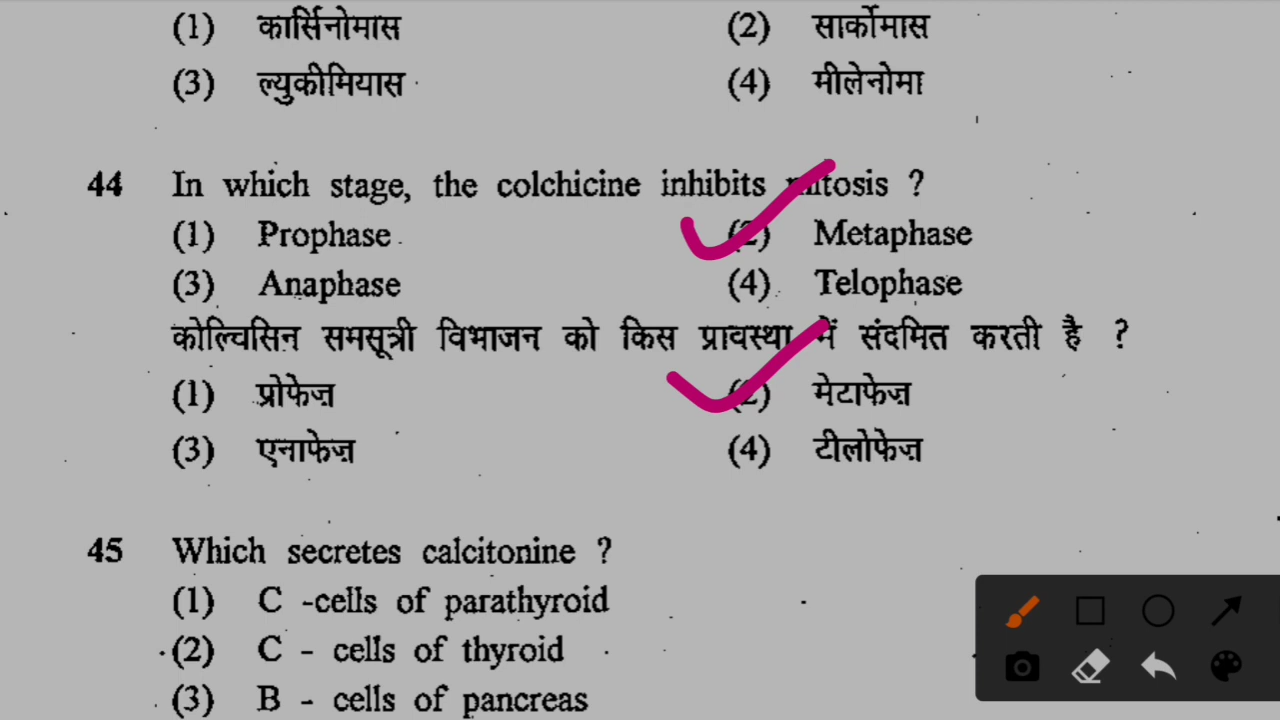 (1) कार्सिनोमास (2) सार्कोमास
(3) ल्युकीमियास (4) मीलेनोमा
44 In which stage, the colchicine inhibits mitosis ?
(1) Prophase (2) Metaphase
(3) Anaphase (4) Telophase
कोल्चिसिन समसूत्री विभाजन को किस प्रावस्था में संदमित करती है ?
(1) प्रोफेज़ (2) मेटाफेज़
(3) एनाफेज़ (4) टीलोफेज़
45 Which secretes calcitonine ?
(1) C -cells of parathyroid
(2) C - cells of thyroid
(3) B - cells of pancreas